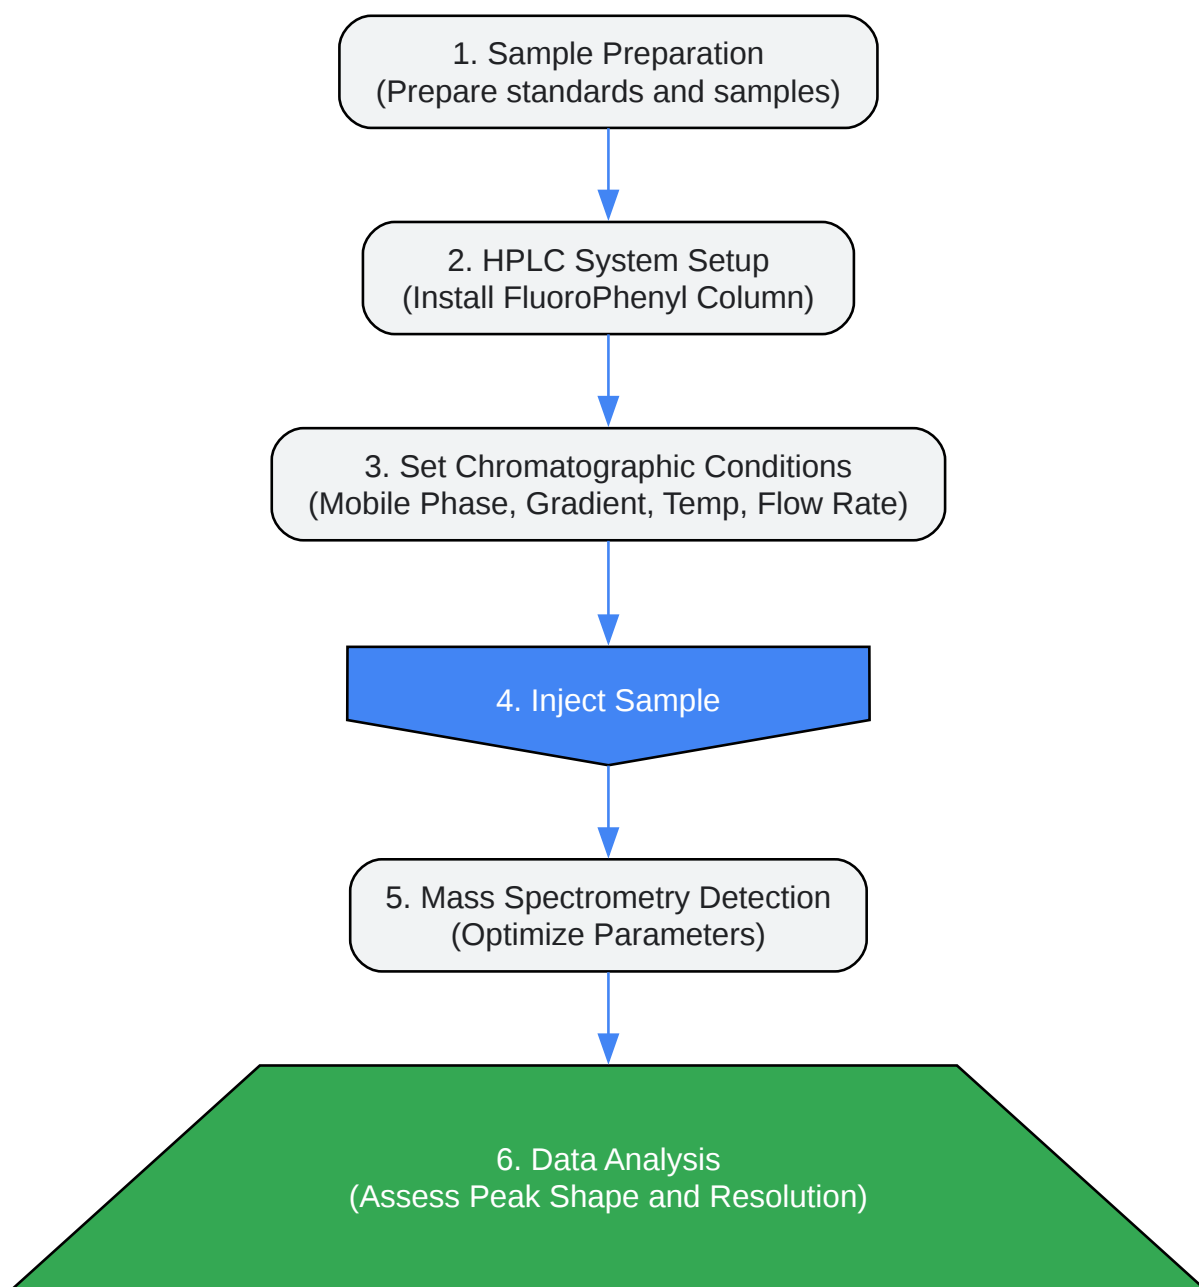 1. Sample Preparation
(Prepare standards and samples)
2. HPLC System Setup
(Install FluoroPhenyl Column)
3. Set Chromatographic Conditions
(Mobile Phase, Gradient, Temp, Flow Rate)
4. Inject Sample
5. Mass Spectrometry Detection
(Optimize Parameters)
6. Data Analysis
(Assess Peak Shape and Resolution)